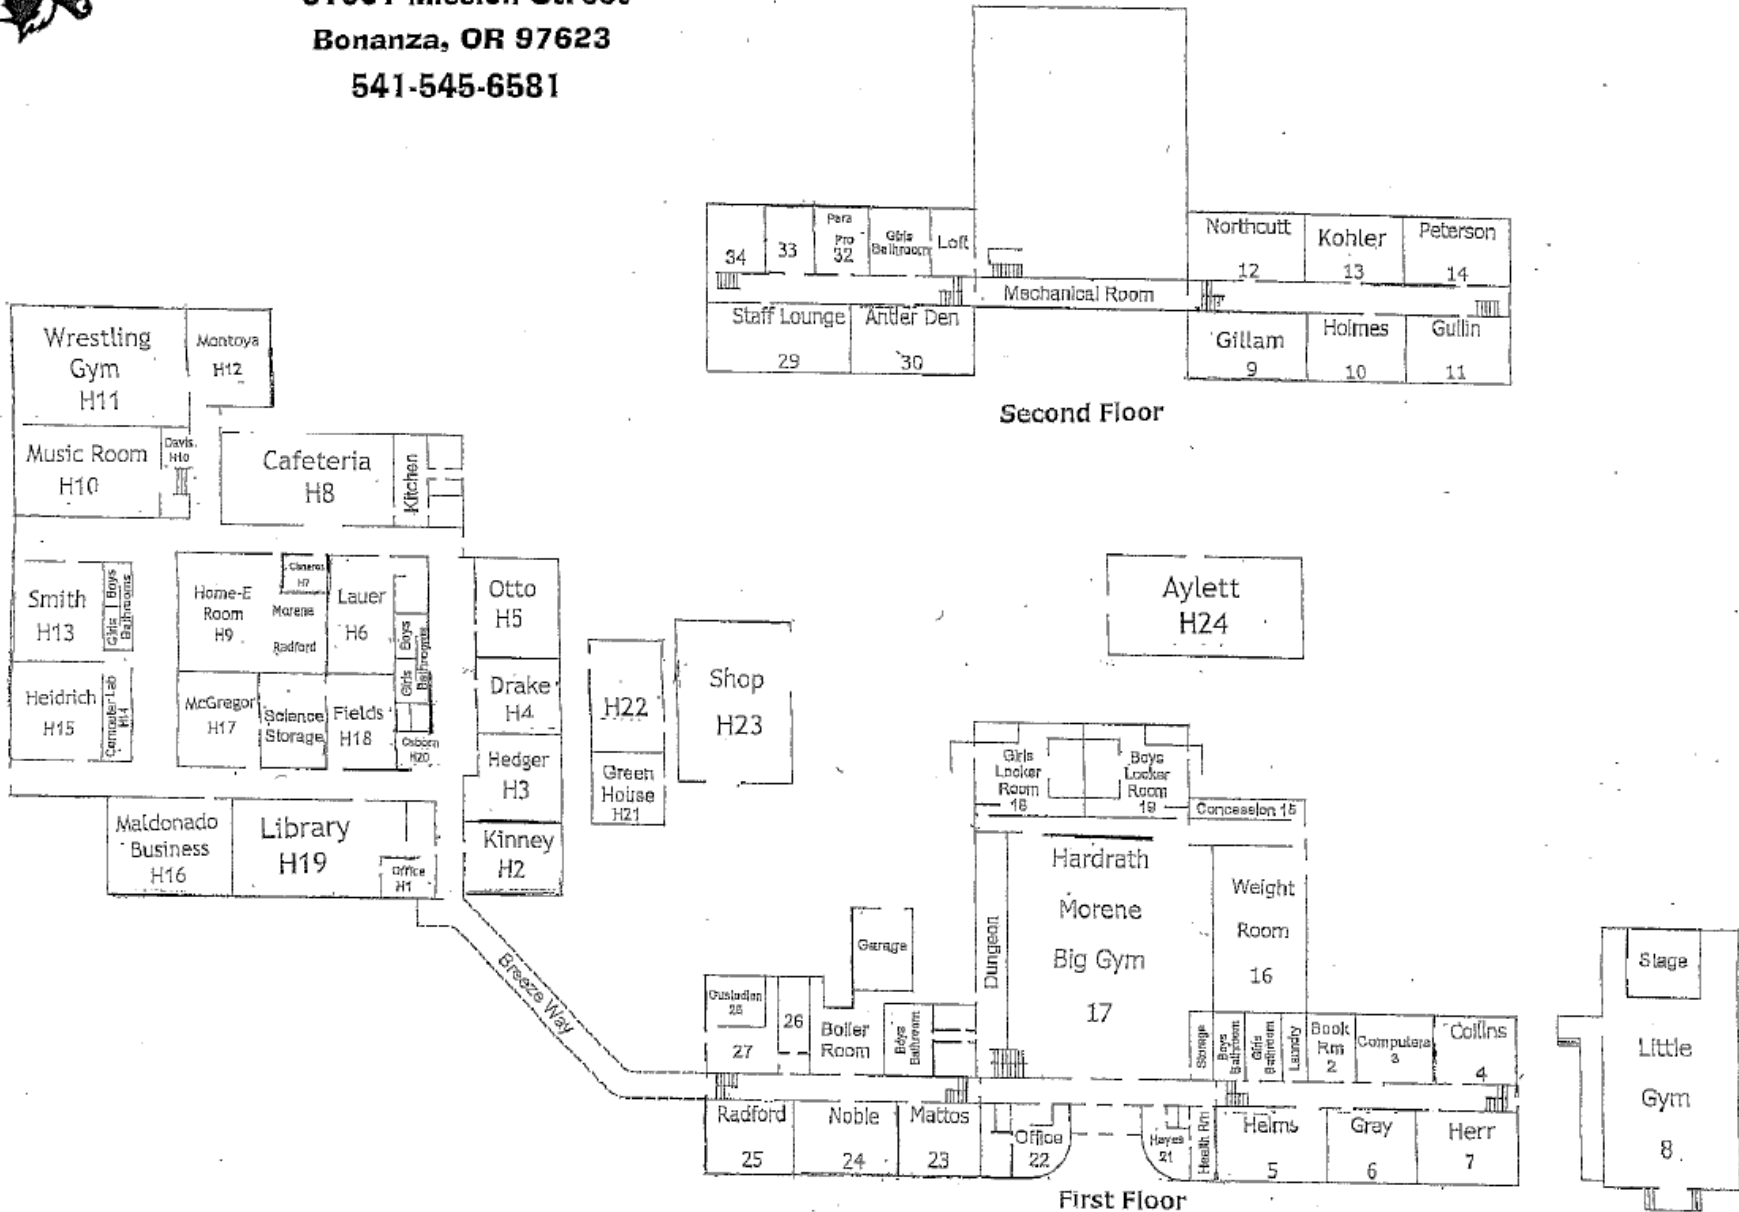 Bonanza, OR 97623
541-545-6581
34
33
Para
Pro
32
Girls
Bathroom
Loft
Mechanical Room
Staff Lounge
29
Antler Den
30
Northcutt
12
Kohler
13
Peterson
14
Gillam
9
Holmes
10
Gullin
11
Second Floor
Wrestling
Gym
H11
Montoya
H12
Music Room
H10
Davis
H10
Cafeteria
H8
Kitchen
Smith
H13
Girls Boys
Bathrooms
Heidrich
H15
Computer Lab
H14
Home-E
Room
H9
Cisneros
H7
Morene
Radford
Lauer
H6
Girls Boys
Bathrooms
McGregor
H17
Science
Storage
Fields
H18
Osborn
H20
Otto
H5
Drake
H4
Hedger
H3
Kinney
H2
Maldonado
Business
H16
Library
H19
Office
H1
Breeze Way
H22
Green
House
H21
Shop
H23
Aylett
H24
Girls
Locker
Room
18
Boys
Locker
Room
19
Concession 15
Dungeon
Hardrath
Morene
Big Gym
17
Weight
Room
16
Garage
Custodian
28
27
26
Boiler
Room
Boys
Bathroom
Storage
Boys
Bathroom
Girls
Bathroom
Laundry
Book
Rm
2
Computers
3
Collins
4
Radford
25
Noble
24
Mattos
23
Office
22
Hayes
21
Health Rm
Helms
5
Gray
6
Herr
7
First Floor
Stage
Little
Gym
8